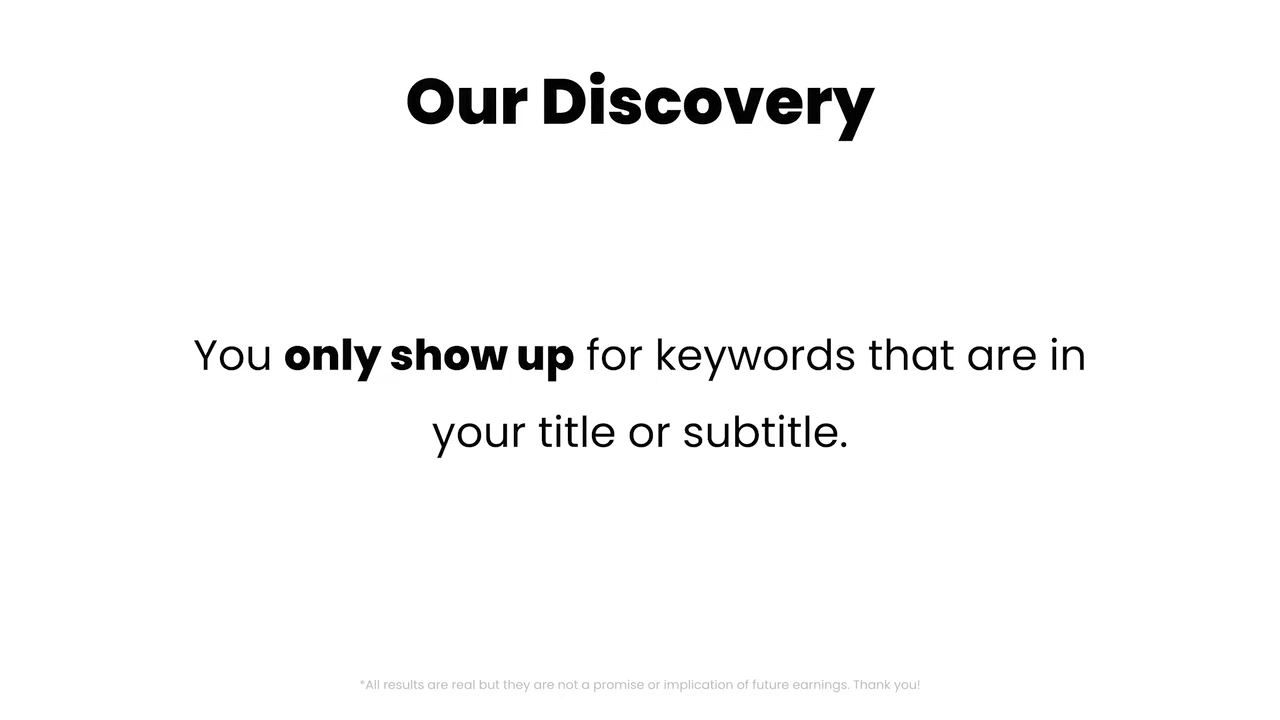 Our Discovery
You only show up for keywords that are in
your title or subtitle.
*All results are real but they are not a promise or implication of future earnings. Thank you!